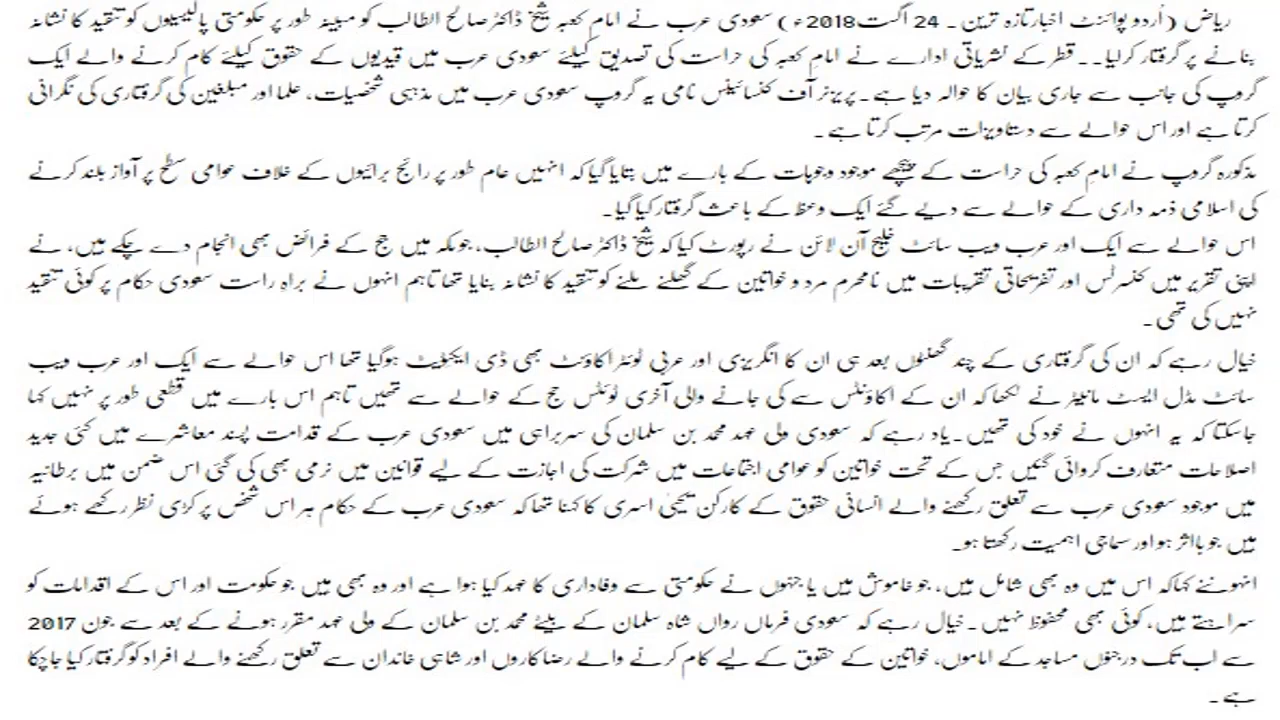 ریاض (اُردو پوائنٹ اخبارتازہ ترین۔ 24 اگست2018ء) سعودی عرب نے امام کعبہ شیخ ڈاکٹر صالح الطالب کو مبینہ طور پر حکومتی پالیسیوں کو تنقید کا نشانہ
بنانے پر گرفتار کرلیا۔۔ قطر کے نشریاتی ادارے نے امام کعبہ کی حراست کی تصدیق کیلئے سعودی عرب میں قیدیوں کے حقوق کیلئے کام کرنے والے ایک
گروپ کی جانب سے جاری بیان کا حوالہ دیا ہے۔پریزنر آف کنسائینس نامی یہ گروپ سعودی عرب میں مذہبی شخصیات، علما اور مبلغین کی گرفتاری کی نگرانی
کرتا ہے اور اس حوالے سے دستاویزات مرتب کرتا ہے ۔
مذکورہ گروپ نے امام کعبہ کی حراست کے پیچھے موجود وجوہات کے بارے میں بتایا گیا کہ انہیں عام طور پر رائج برائیوں کے خلاف عوامی سطح پر آواز بلند کرنے
کی اسلامی ذمہ داری کے حوالے سے دیے گئے ایک وعظ کے باعث گرفتار کیا گیا۔
اس حوالے سے ایک اور عرب ویب سائٹ خلیج آن لائن نے رپورٹ کیا کہ شیخ ڈاکٹر صالح الطالب، جو مکہ میں جج کے فرائض بھی انجام دے چکے ہیں، نے
اپنی تقریر میں کنسرٹس اور تفریحاتی تقریبات میں نامحرم مرد و خواتین کے گھلنے ملنے کو تنقید کا نشانہ بنایا تھا تاہم انہوں نے براہِ راست سعودی حکام پر کوئی تنقید
نہیں کی تھی ۔
خیال رہے کہ ان کی گرفتاری کے چند گھنٹوں بعد ہی ان کا انگریزی اور عربی ٹوئٹر اکاؤنٹ بھی ڈی ایکٹویٹ ہوگیا تھا اس حوالے سے ایک اور عرب ویب
سائٹ مڈل ایسٹ مانیٹر نے لکھا کہ ان کے اکاؤنٹس سے کی جانے والی آخری ٹوئٹس حج کے حوالے سے تھیں تاہم اس بارے میں قطعی طور پر نہیں کہا
جاسکتا کہ یہ انہوں نے خود کی تھیں۔یاد رہے کہ سعودی ولی عہد محمد بن سلمان کی سربراہی میں سعودی عرب کے قدامت پسند معاشرے میں کئی جدید
اصلاحات متعارف کروائی گئیں جس کے تحت خواتین کو عوامی اجتماعات میں شرکت کی اجازت کے لیے قوانین میں نرمی بھی کی گئی اس ضمن میں برطانیہ
میں موجود سعودی عرب سے تعلق رکھنے والے انسانی حقوق کے کارکن یحییٰ اسری کا کہنا تھا کہ سعودی عرب کے حکام ہر اس شخص پر کڑی نظر رکھے ہوئے
ہیں جو بااثر ہو اور سماجی اہمیت رکھتا ہو۔
انہونںے کہاکہ اس میں وہ بھی شامل ہیں، جو خاموش ہیں یا جنہوں نے حکومتی سے وفاداری کا عہد کیا ہوا ہے اور وہ بھی ہیں جو حکومت اور اس کے اقدامات کو
سراہتے ہیں، کوئی بھی محفوظ نہیں۔خیال رہے کہ سعودی فرماں رواں شاہ سلمان کے بیٹے محمد بن سلمان کے ولی عہد مقرر ہونے کے بعد سے جون 2017
سے اب تک درجنوں مساجد کے اماموں، خواتین کے حقوق کے لیے کام کرنے والے رضاکاروں اور شاہی خاندان سے تعلق رکھنے والے افراد کو گرفتار کیا جاچکا
ہے ۔